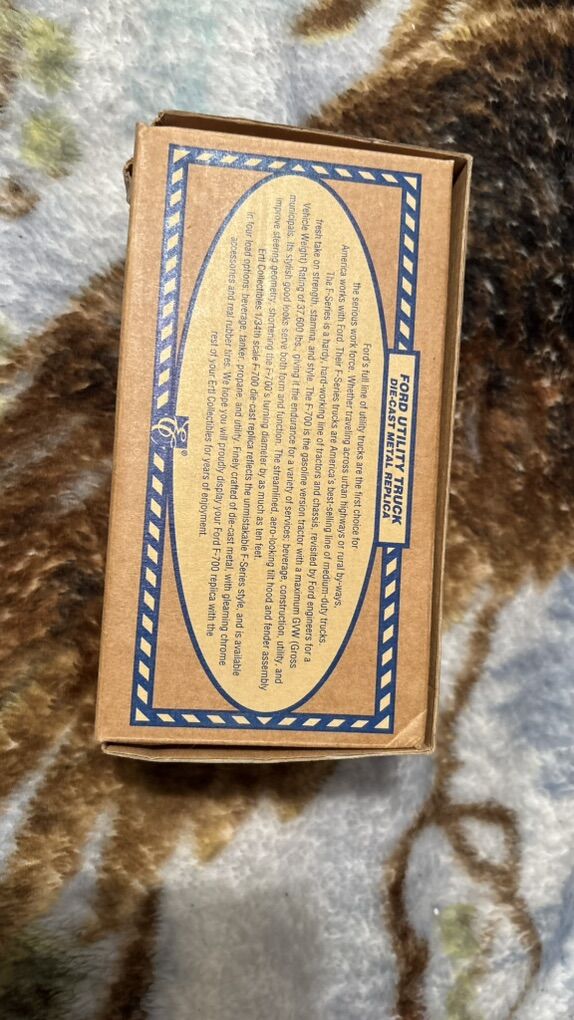 FORD UTILITY TRUCK
DIE-CAST METAL REPLICA
Ford's full line of utility trucks are the first choice for
the serious work force. Whether traveling across urban highways or rural by-ways,
America works with Ford. Their F-Series trucks are America's best-selling line of medium-duty trucks.
The F-Series is a hardy, hard-working line of tractors and chassis, revisited by Ford engineers for a
fresh take on strength, stamina, and style. The F-700 is the gasoline version tractor with a maximum GVW (Gross
Vehicle Weight) Rating of 37,600 lbs., giving it the endurance for a variety of services: beverage, construction, utility, and
municipals. Its stylish good looks serve both form and function. The streamlined, aero-looking tilt hood and fender assembly
improve steering geometry, shortening the F-700's turning diameter by as much as ten feet.
Ertl Collectibles 1/34th scale F-700 die-cast replica reflects the unmistakable F-Series style, and is available
in four load options: beverage, tanker, propane, and utility. Finely crafted of die-cast metal, with gleaming chrome
accessories and real rubber tires. We hope you will proudly display your Ford F-700 replica with the
rest of your Ertl Collectibles for years of enjoyment.
®